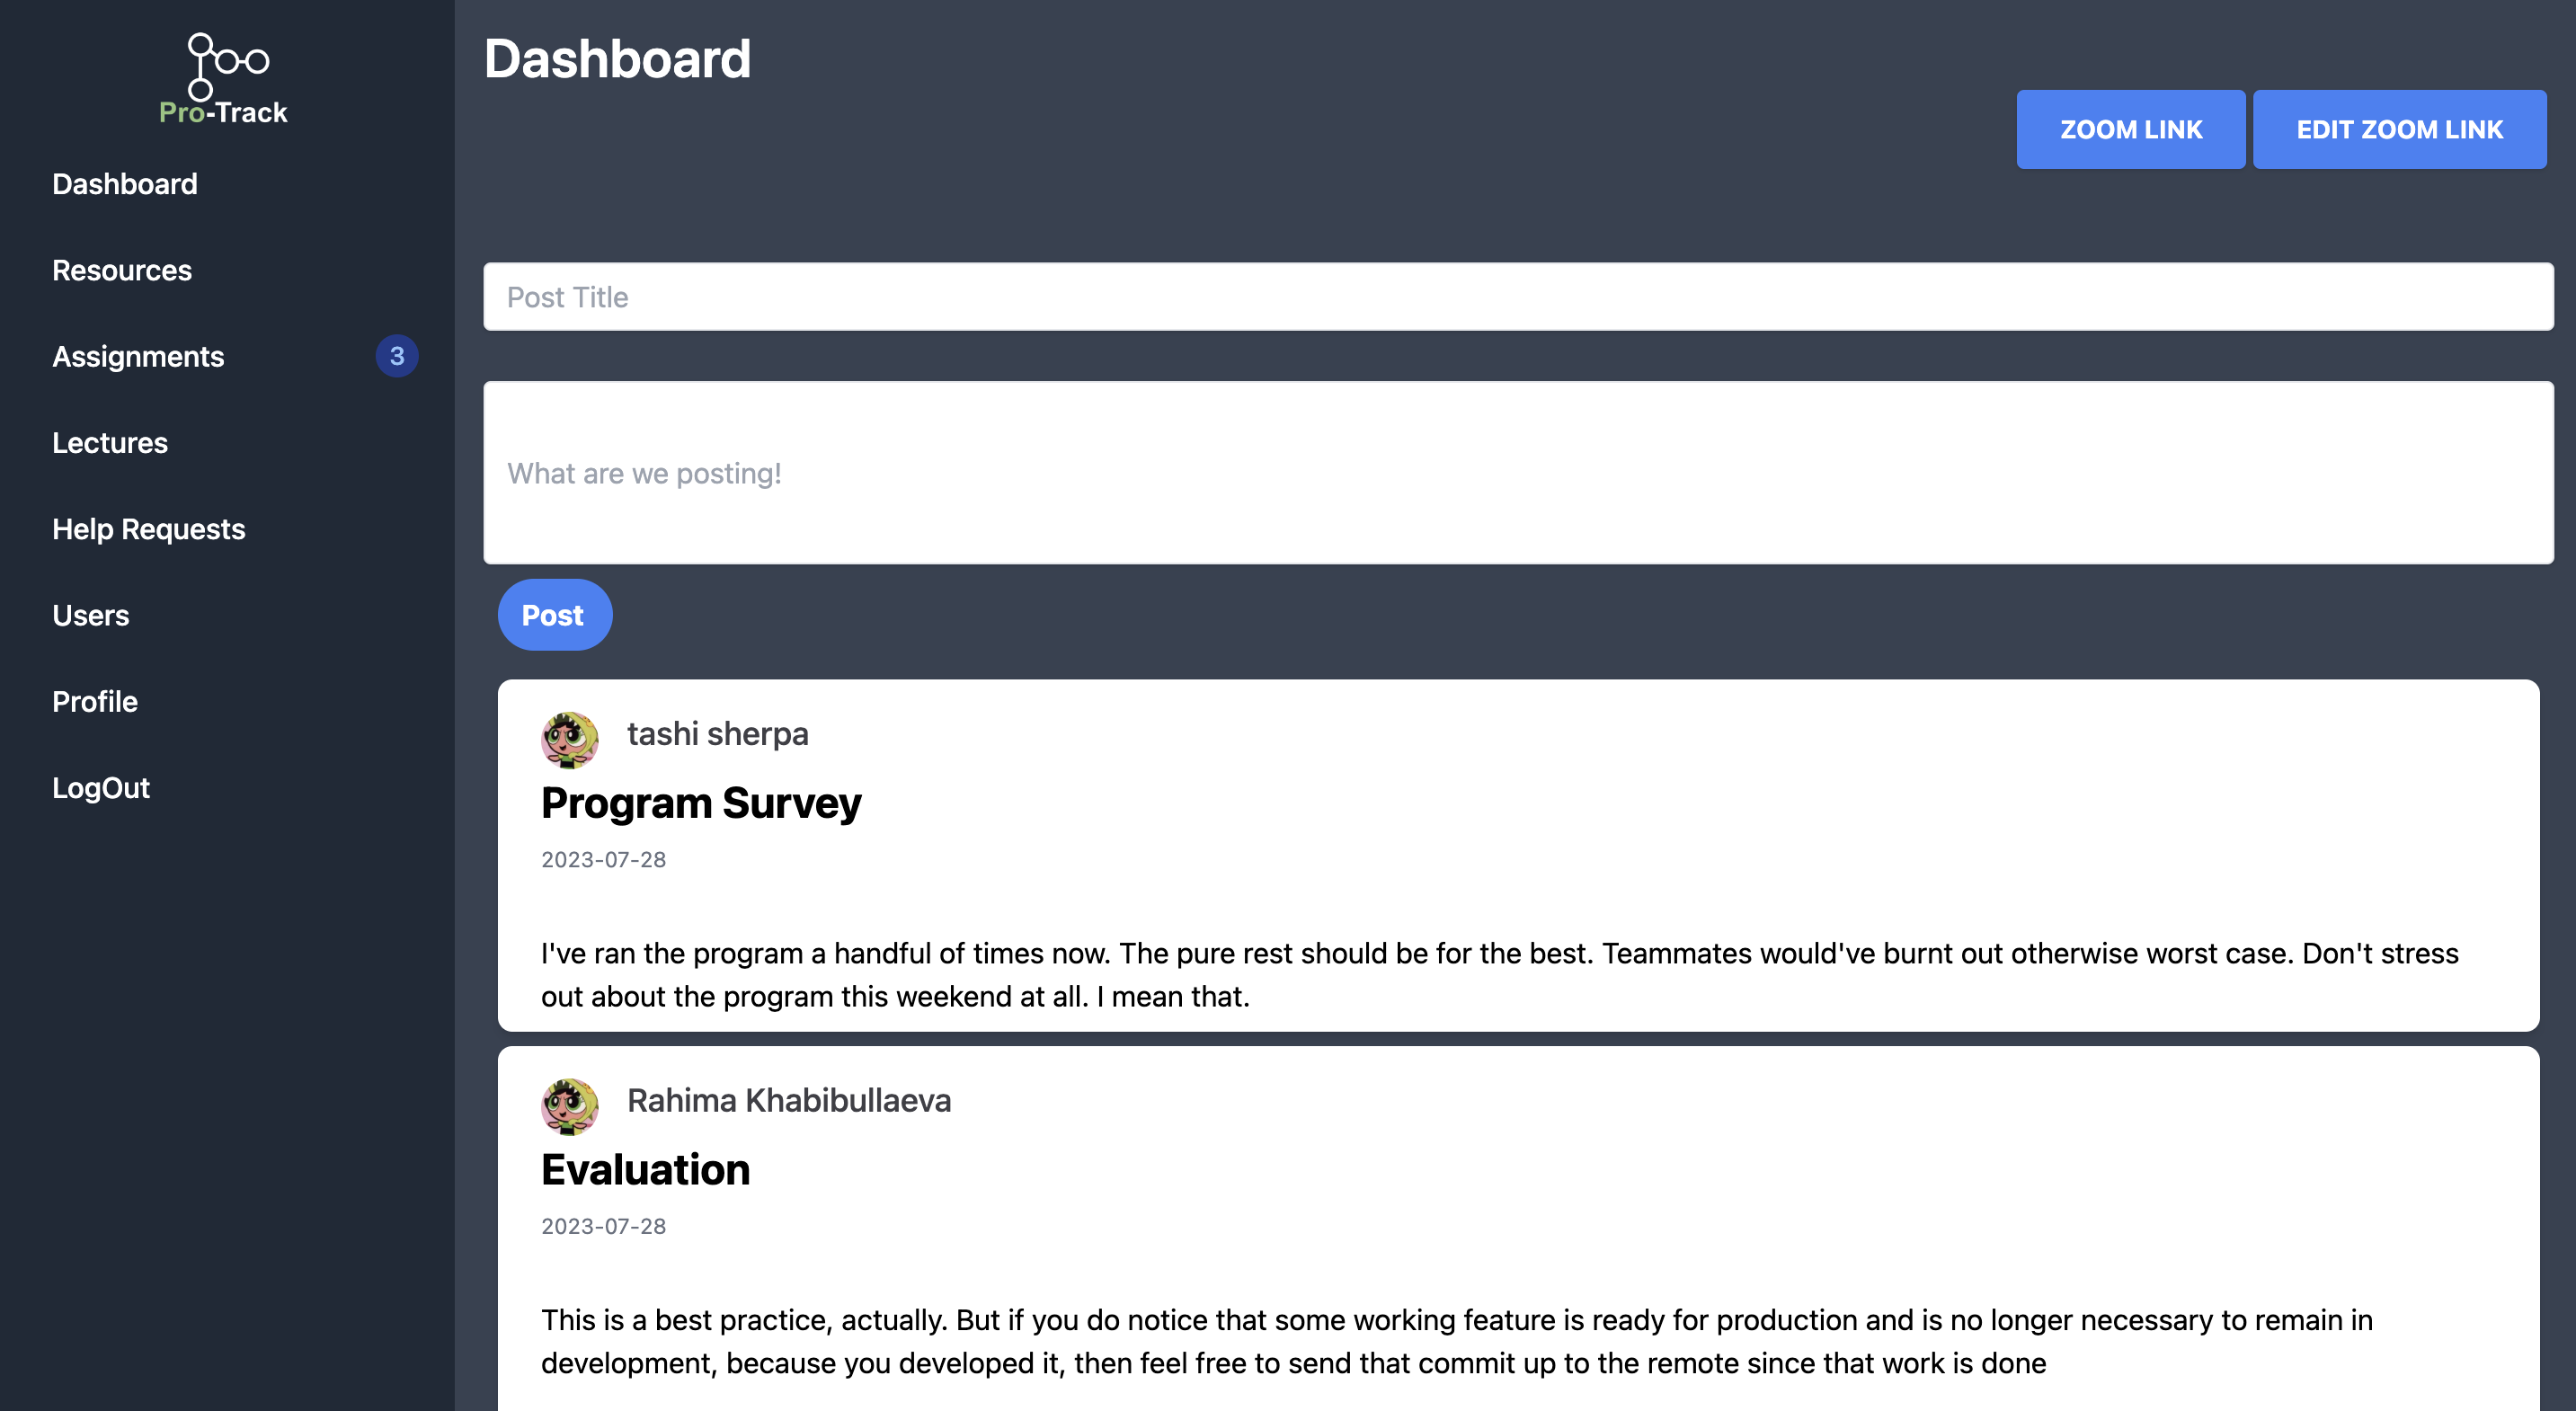 Pro-Track
Dashboard
Resources
Assignments 3
Lectures
Help Requests
Users
Profile
LogOut
Dashboard
ZOOM LINK
EDIT ZOOM LINK
Post Title
What are we posting!
Post
tashi sherpa
Program Survey
2023-07-28
I've ran the program a handful of times now. The pure rest should be for the best. Teammates would've burnt out otherwise worst case. Don't stress
out about the program this weekend at all. I mean that.
Rahima Khabibullaeva
Evaluation
2023-07-28
This is a best practice, actually. But if you do notice that some working feature is ready for production and is no longer necessary to remain in
development, because you developed it, then feel free to send that commit up to the remote since that work is done